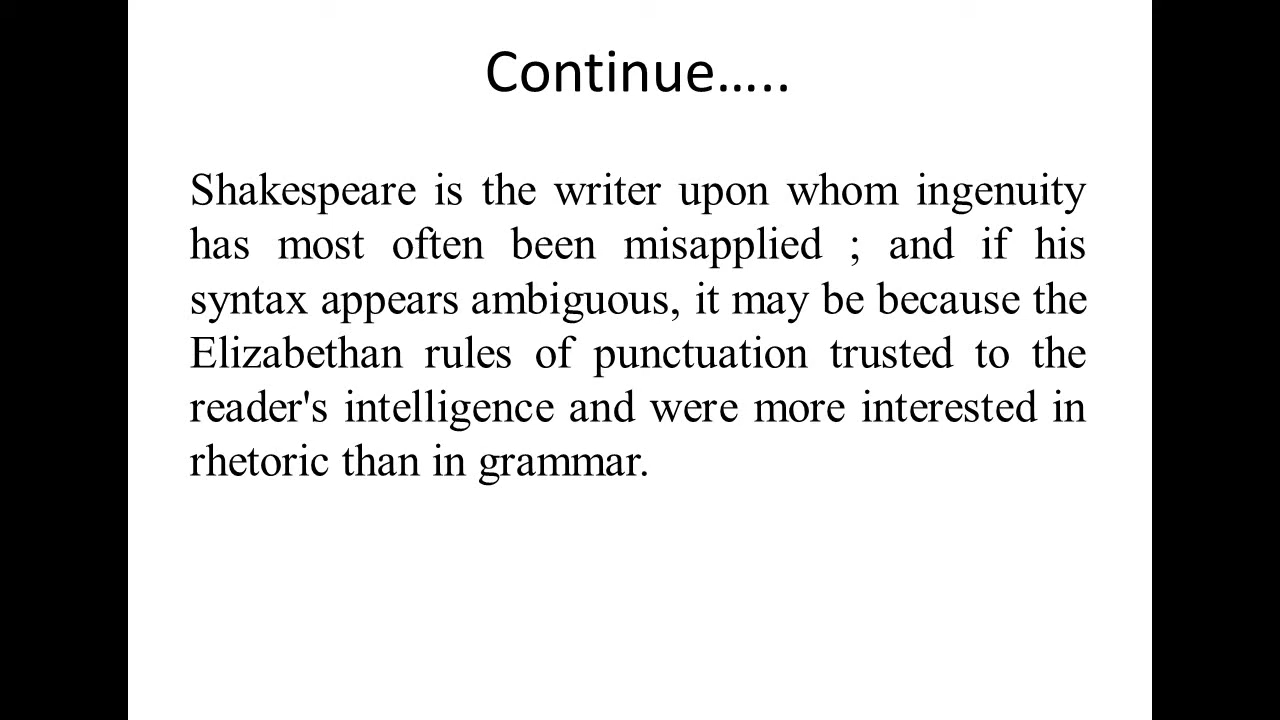 Continue…..
Shakespeare is the writer upon whom ingenuity
has most often been misapplied ; and if his
syntax appears ambiguous, it may be because the
Elizabethan rules of punctuation trusted to the
reader's intelligence and were more interested in
rhetoric than in grammar.